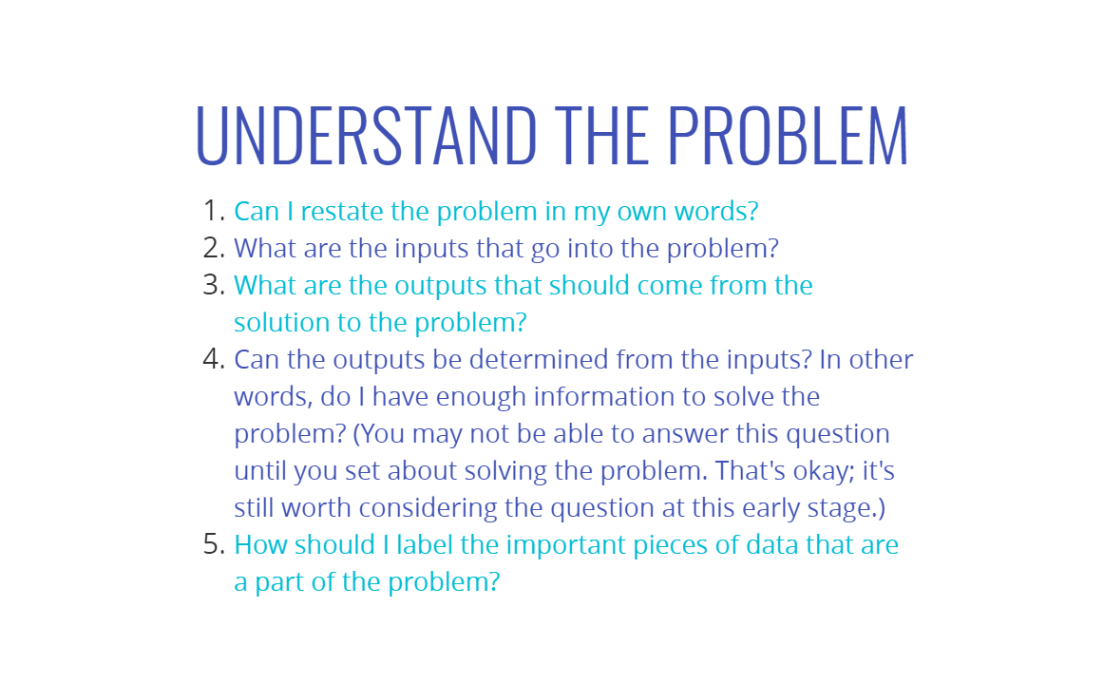 UNDERSTAND THE PROBLEM
1. Can I restate the problem in my own words?
2. What are the inputs that go into the problem?
3. What are the outputs that should come from the
solution to the problem?
4. Can the outputs be determined from the inputs? In other
words, do I have enough information to solve the
problem? (You may not be able to answer this question
until you set about solving the problem. That's okay; it's
still worth considering the question at this early stage.)
5. How should I label the important pieces of data that are
a part of the problem?